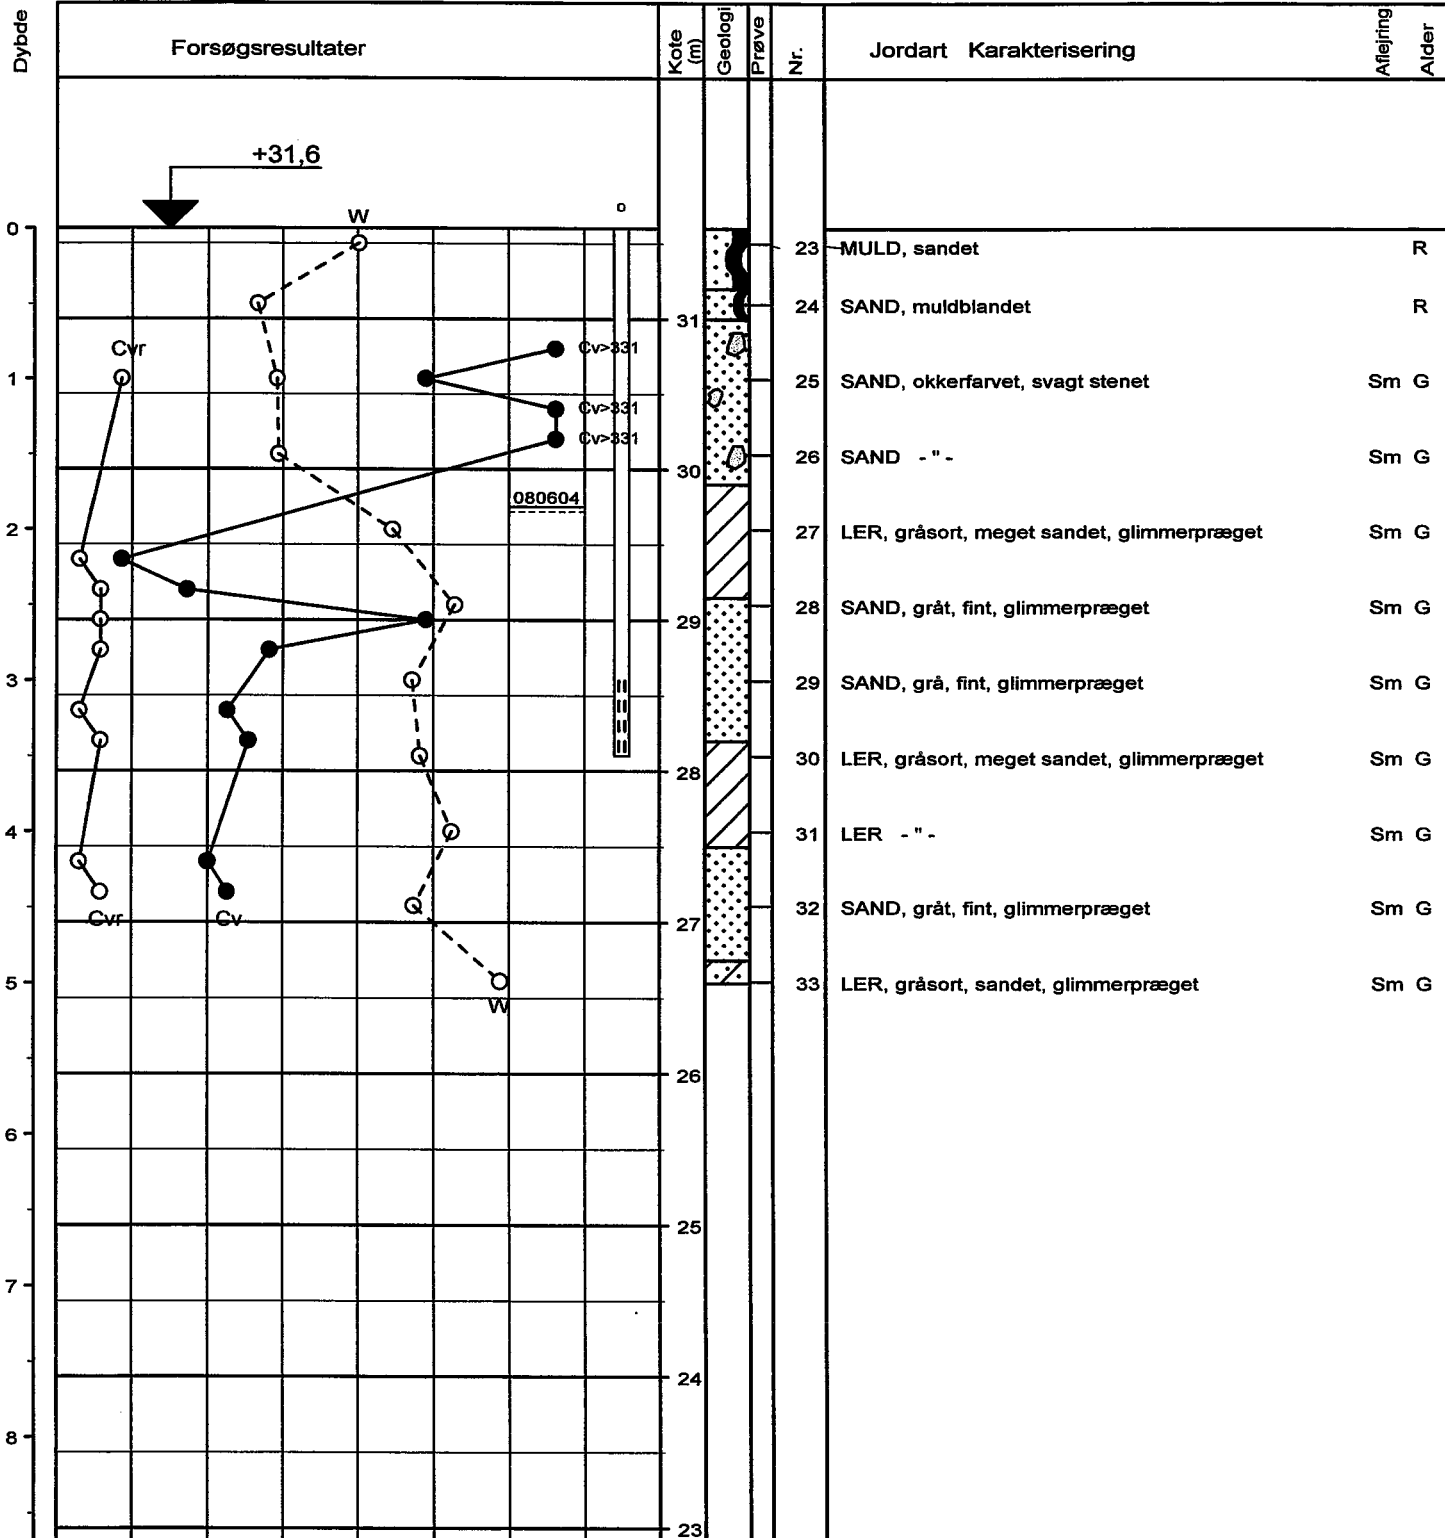 Dybde
Forsøgsresultater
Kote (m)
Geologi
Prøve
Nr.
Jordart Karakterisering
Aflejring
Alder
+31,6
W
0
23 MULD, sandet R
24 SAND, muldblandet R
31
Cvr
Cv>331
1
25 SAND, okkerfarvet, svagt stenet Sm G
Cv>331
Cv>331
26 SAND - " - Sm G
30
080604
2
27 LER, gråsort, meget sandet, glimmerpræget Sm G
28 SAND, gråt, fint, glimmerpræget Sm G
29
3
29 SAND, grå, fint, glimmerpræget Sm G
30 LER, gråsort, meget sandet, glimmerpræget Sm G
28
4
31 LER - " - Sm G
32 SAND, gråt, fint, glimmerpræget Sm G
Cvr
Cv
27
5
33 LER, gråsort, sandet, glimmerpræget Sm G
W
26
6
25
7
24
8
23